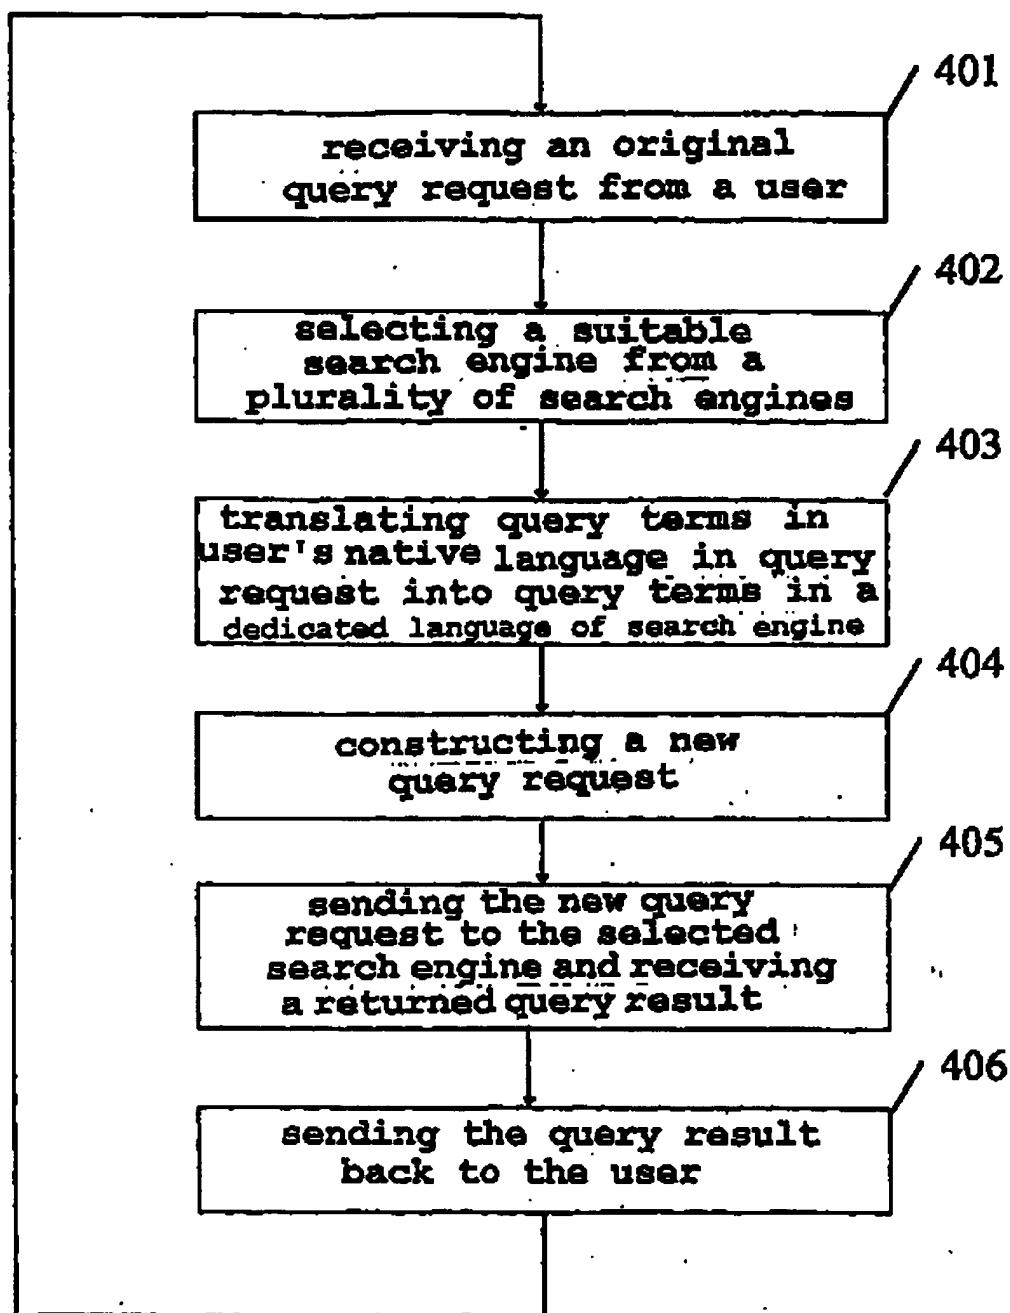 401
receiving an original
query request from a user
402
selecting a suitable
search engine from a
plurality of search engines
403
translating query terms in
user's native language in query
request into query terms in a
dedicated language of search engine
404
constructing a new
query request
405
sending the new query
request to the selected
search engine and receiving
a returned query result
406
sending the query result
back to the user